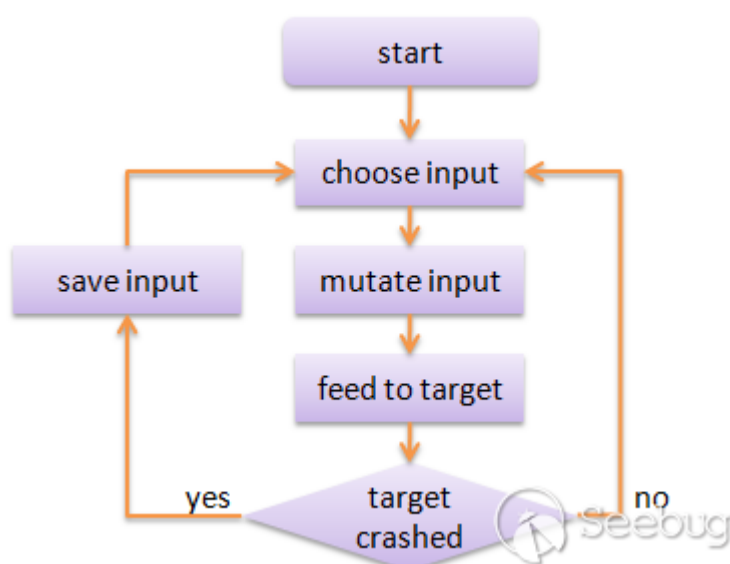 start
choose input
save input
mutate input
feed to target
yes
target
crashed
no
Seebug